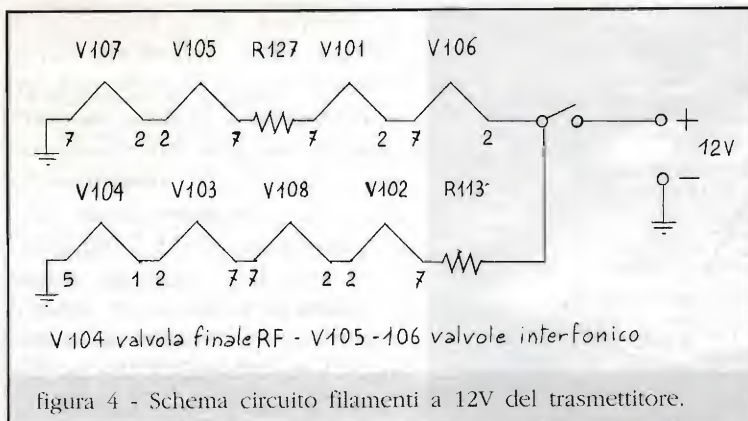 V107 V105 R127 V101 V106
7 2 2 7 7 2 7 2
+
12V
−
V104 V103 V108 V102 R113
5 1 2 7 7 2 2 7
V104 valvola finale RF - V105-106 valvole interfonico
figura 4 - Schema circuito filamenti a 12V del trasmettitore.